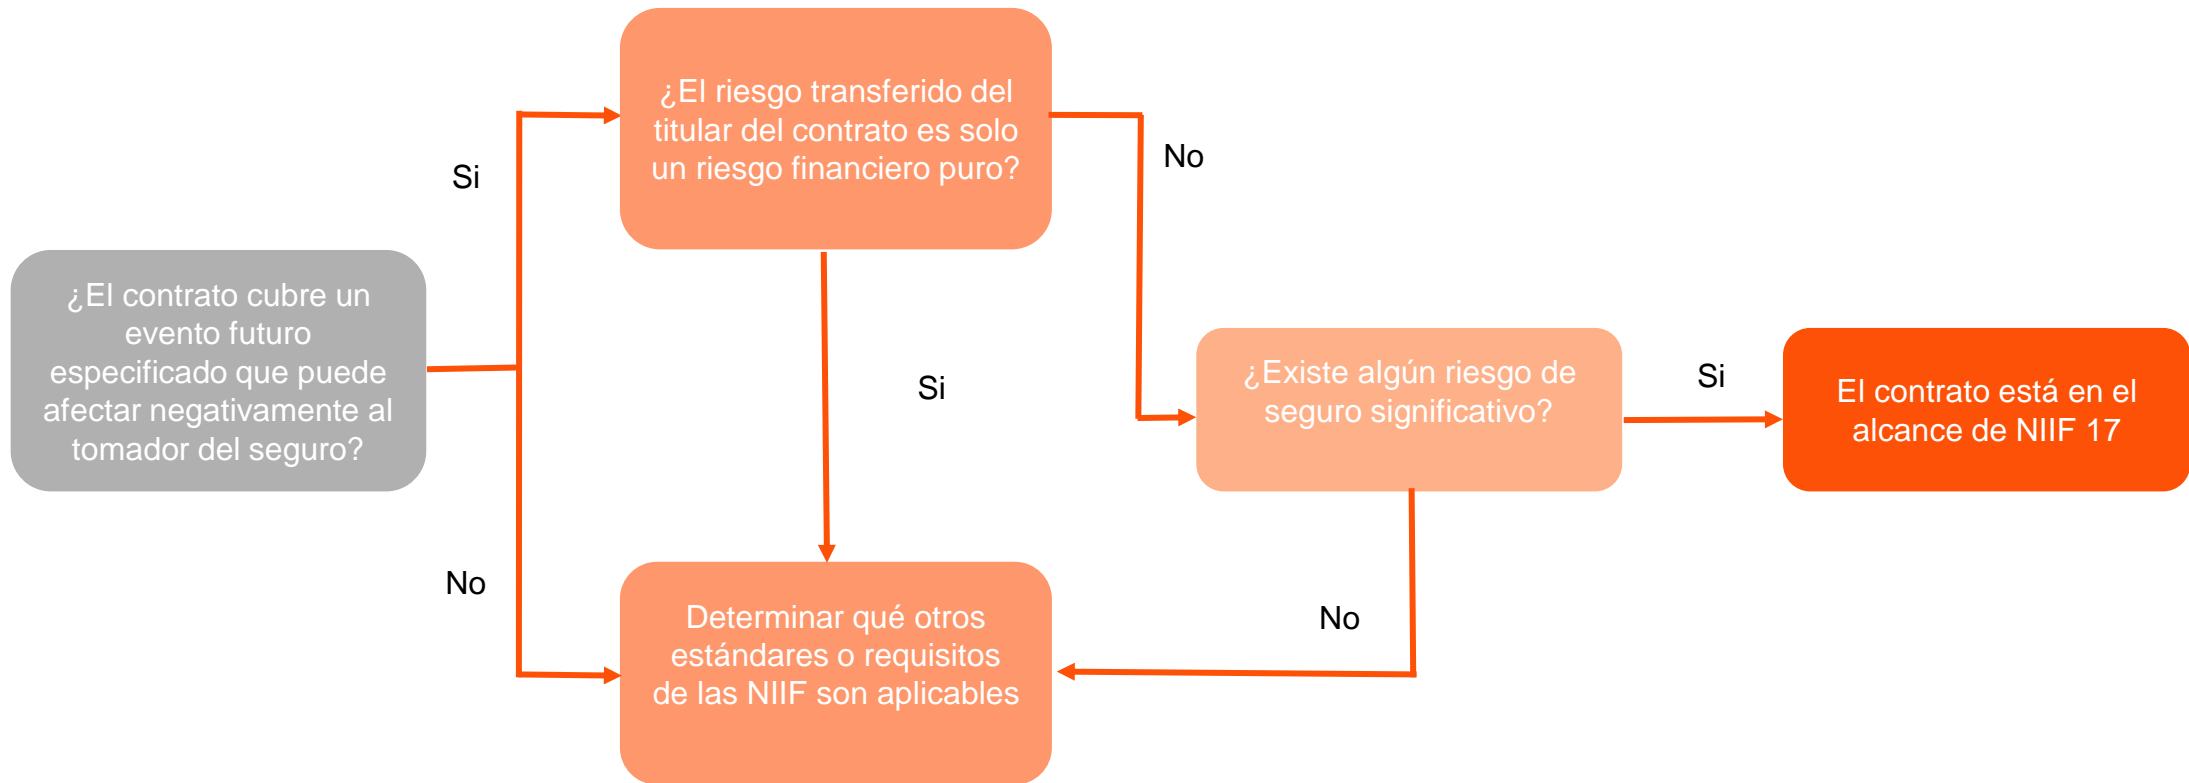 ¿El contrato cubre un
evento futuro
especificado que puede
afectar negativamente al
tomador del seguro?
Si
No
¿El riesgo transferido del
titular del contrato es solo
un riesgo financiero puro?
Si
No
Determinar qué otros
estándares o requisitos
de las NIIF son aplicables
¿Existe algún riesgo de
seguro significativo?
No
Si
El contrato está en el
alcance de NIIF 17